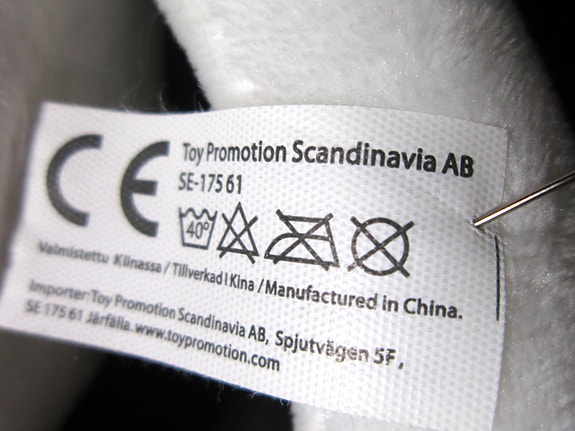 CE
Toy Promotion Scandinavia AB
SE-175 61
40°
Valmistettu Kiinassa / Tillverkad I Kina / Manufactured in China.
Importer: Toy Promotion Scandinavia AB, Spjutvägen 5F,
SE 175 61 Järfälla. www.toypromotion.com